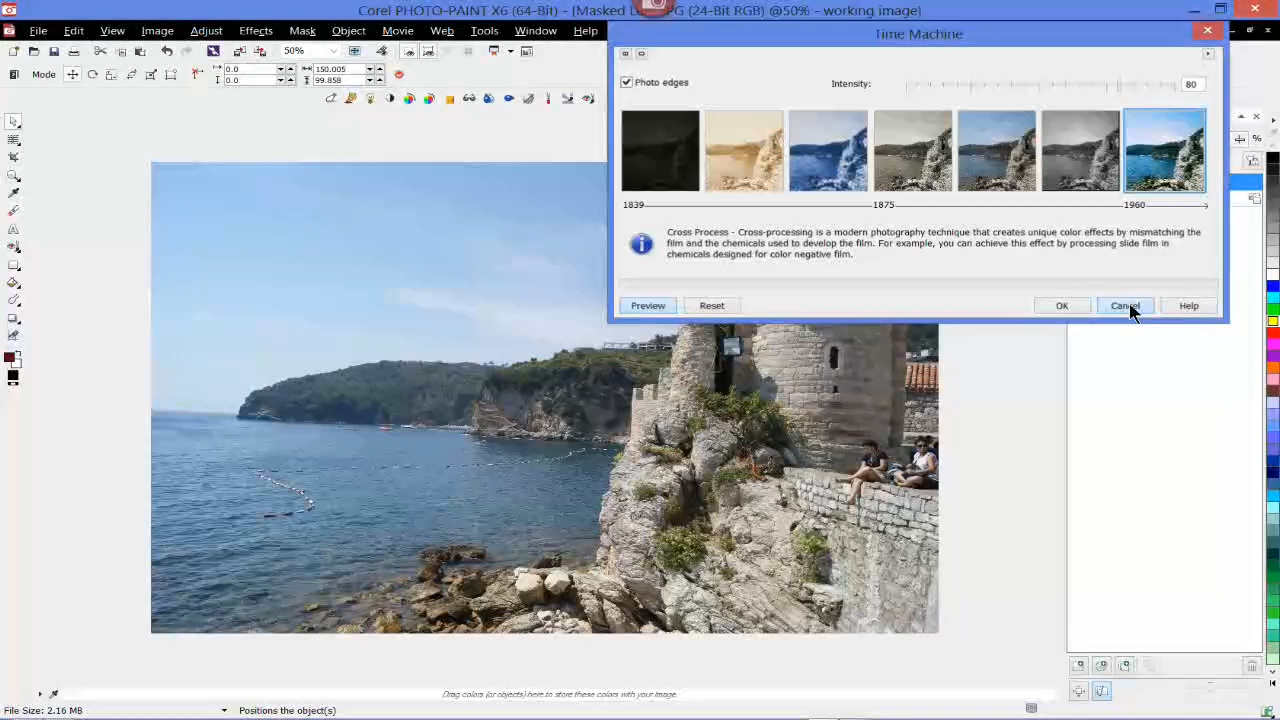 Corel PHOTO-PAINT X6 (64-Bit) - [Masked L PG (24-Bit RGB) @50% - working image)
File Edit View Image Adjust Effects Mask Object Movie Web Tools Window
Time Machine
50%
Mode
0.0
0.0
150.005
99.858
%
Photo edges
Intensity:
80
1839 1875 1960
Cross Process - Cross-processing is a modern photography technique that creates unique color effects by mismatching the
film and the chemicals used to develop the film. For example, you can achieve this effect by processing slide film in
chemicals designed for color negative film.
Preview Reset OK Cancel Help
Drag colors (or objects) here to store these colors with your image.
File Size: 2.16 MB Positions the object(s)